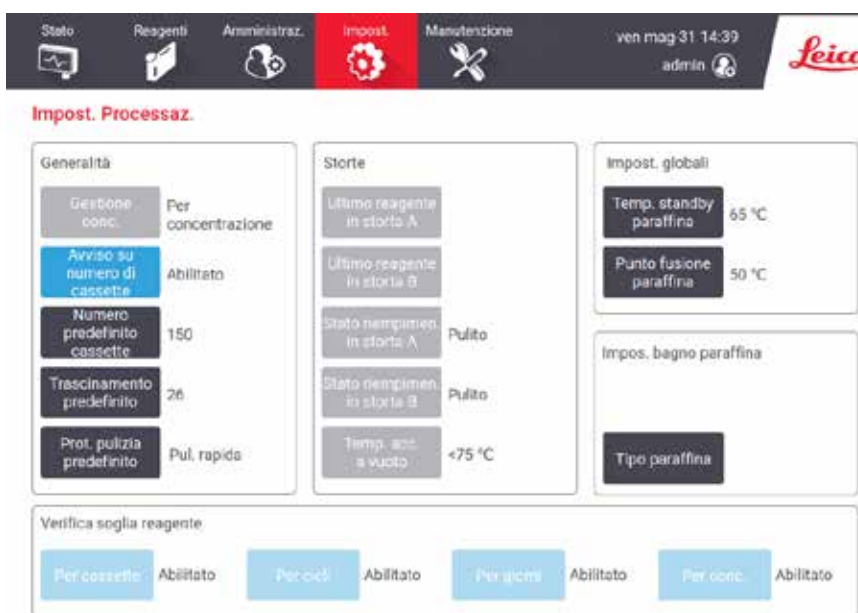 Stato Reagenti Amministraz. Impost. Manutenzione ven mag 31 14:39
admin
Leica
Impost. Processaz.
Generalità
Gestione
conc.
Per
concentrazione
Avviso su
numero di
cassette
Abilitato
Numero
predefinito
cassette
150
Trascinamento
predefinito
26
Prot. pulizia
predefinito
Pul. rapida
Storte
Ultimo reagente
in storta A
Ultimo reagente
in storta B
Stato riempimen.
in storta A
Pulito
Stato riempimen.
in storta B
Pulito
Temp. acc.
a vuoto
<75 °C
Impost. globali
Temp. standby
paraffina
65 °C
Punto fusione
paraffina
50 °C
Impos. bagno paraffina
Tipo paraffina
Verifica soglia reagente
Per cassette Abilitato Per cicli Abilitato Per giorni Abilitato Per conc. Abilitato